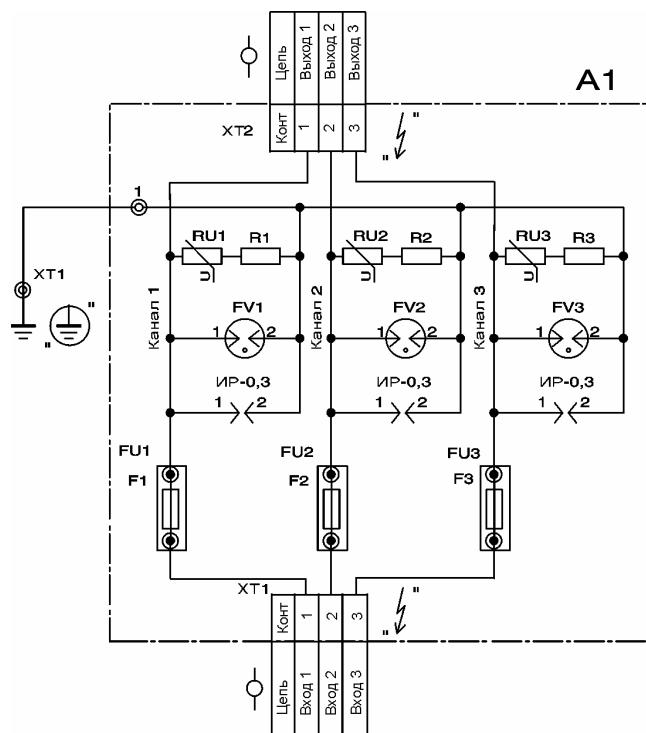 Цепь
Выход 1
Выход 2
Выход 3
A1
XT2
Конт
1
2
3
"
"
1
XT1
"
"
RU1
R1
RU2
R2
RU3
R3
U
U
U
Канал 1
Канал 2
Канал 3
FV1
FV2
FV3
1
2
1
2
1
2
ИР-0,3
ИР-0,3
ИР-0,3
1
2
1
2
1
2
FU1
FU2
FU3
F1
F2
F3
XT1
Конт
1
2
3
"
"
Цепь
Вход 1
Вход 2
Вход 3